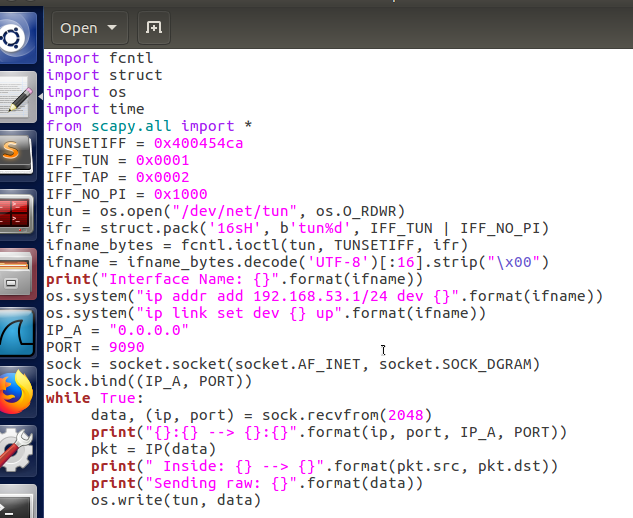 Open
import fcntl
import struct
import os
import time
from scapy.all import *
TUNSETIFF = 0x400454ca
IFF_TUN = 0x0001
IFF_TAP = 0x0002
IFF_NO_PI = 0x1000
tun = os.open("/dev/net/tun", os.O_RDWR)
ifr = struct.pack('16sH', b'tun%d', IFF_TUN | IFF_NO_PI)
ifname_bytes = fcntl.ioctl(tun, TUNSETIFF, ifr)
ifname = ifname_bytes.decode('UTF-8')[:16].strip("\x00")
print("Interface Name: {}".format(ifname))
os.system("ip addr add 192.168.53.1/24 dev {}".format(ifname))
os.system("ip link set dev {} up".format(ifname))
IP_A = "0.0.0.0"
PORT = 9090
sock = socket.socket(socket.AF_INET, socket.SOCK_DGRAM)
sock.bind((IP_A, PORT))
while True:
     data, (ip, port) = sock.recvfrom(2048)
     print("{}:{} --> {}:{}".format(ip, port, IP_A, PORT))
     pkt = IP(data)
     print(" Inside: {} --> {}".format(pkt.src, pkt.dst))
     print("Sending raw: {}".format(data))
     os.write(tun, data)